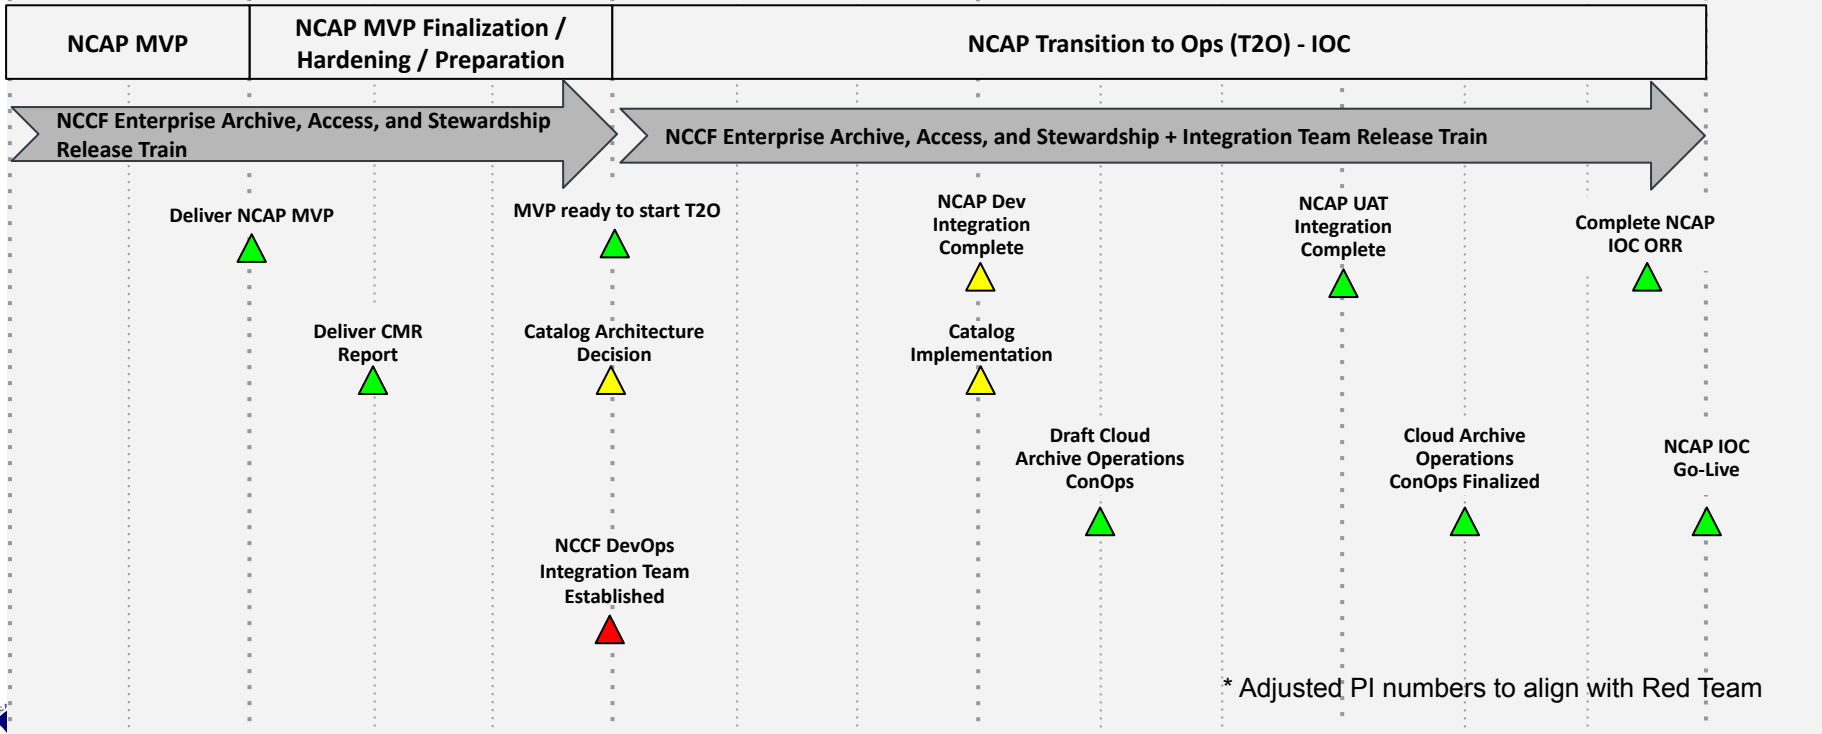 NCAP MVP
NCAP MVP Finalization /
Hardening / Preparation
NCAP Transition to Ops (T2O) - IOC
NCCF Enterprise Archive, Access, and Stewardship
Release Train
NCCF Enterprise Archive, Access, and Stewardship + Integration Team Release Train
Deliver NCAP MVP
MVP ready to start T2O
NCAP Dev
Integration
Complete
NCAP UAT
Integration
Complete
Complete NCAP
IOC ORR
Deliver CMR
Report
Catalog Architecture
Decision
Catalog
Implementation
Draft Cloud
Archive Operations
ConOps
Cloud Archive
Operations
ConOps Finalized
NCAP IOC
Go-Live
NCCF DevOps
Integration Team
Established
* Adjusted PI numbers to align with Red Team